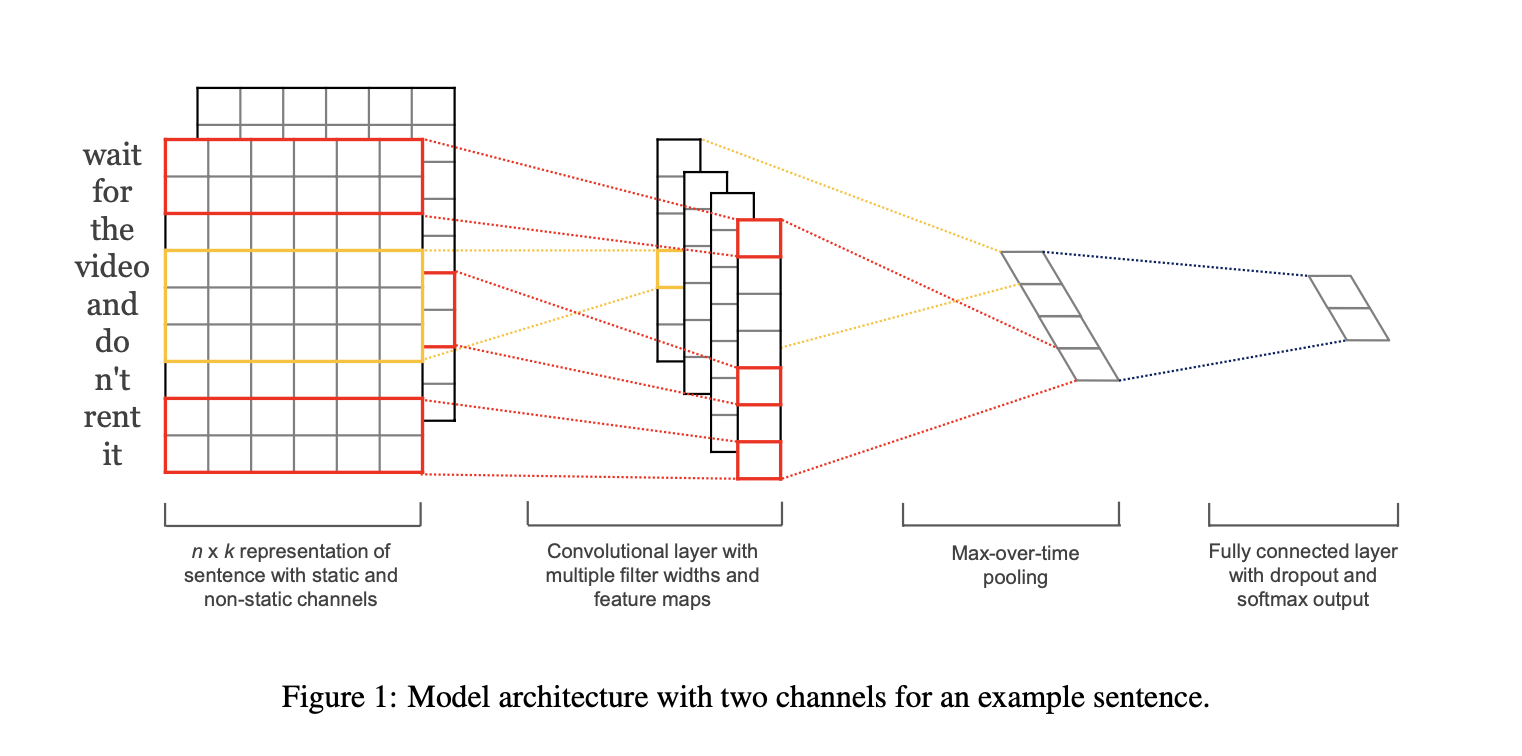 wait
for
the
video
and
do
n't
rent
it
n x k representation of
sentence with static and
non-static channels
Convolutional layer with
multiple filter widths and
feature maps
Max-over-time
pooling
Fully connected layer
with dropout and
softmax output
Figure 1: Model architecture with two channels for an example sentence.